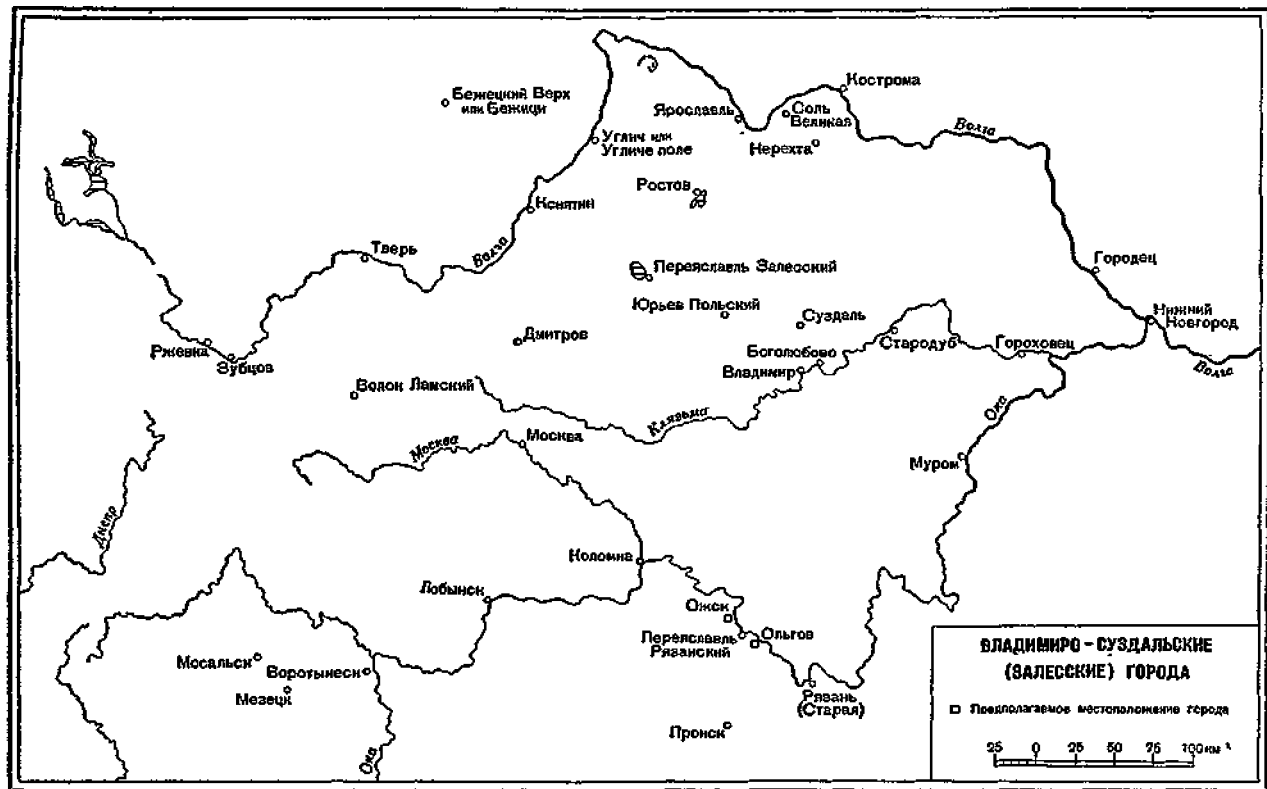 Кострома
Бежецкий Верх
или Бежици
Ярославль
Соль
Великая
Волга
Углич или
Угличе поле
Нерехта
Ростов
Кснятин
Тверь
Волга
Городец
Переяславль Залесский
Юрьев Польский
Суздаль
Нижний
Новгород
Дмитров
Стародуб
Гороховец
Ржевка
Зубцов
Боголюбово
Владимир
Волга
Волок Ламский
Клязьма
Ока
Москва
Москва
Муром
Днепр
Коломна
Лобынск
Ожск
Переяславль
Рязанский
Ольгов
Мосальск
Воротынеск
Мезецк
Рязань
(Старая)
Пронск
Ока
ВЛАДИМИРО-СУЗДАЛЬСКИЕ
(ЗАЛЕССКИЕ) ГОРОДА
Предполагаемое местоположение города
25 0 25 50 75 100 км